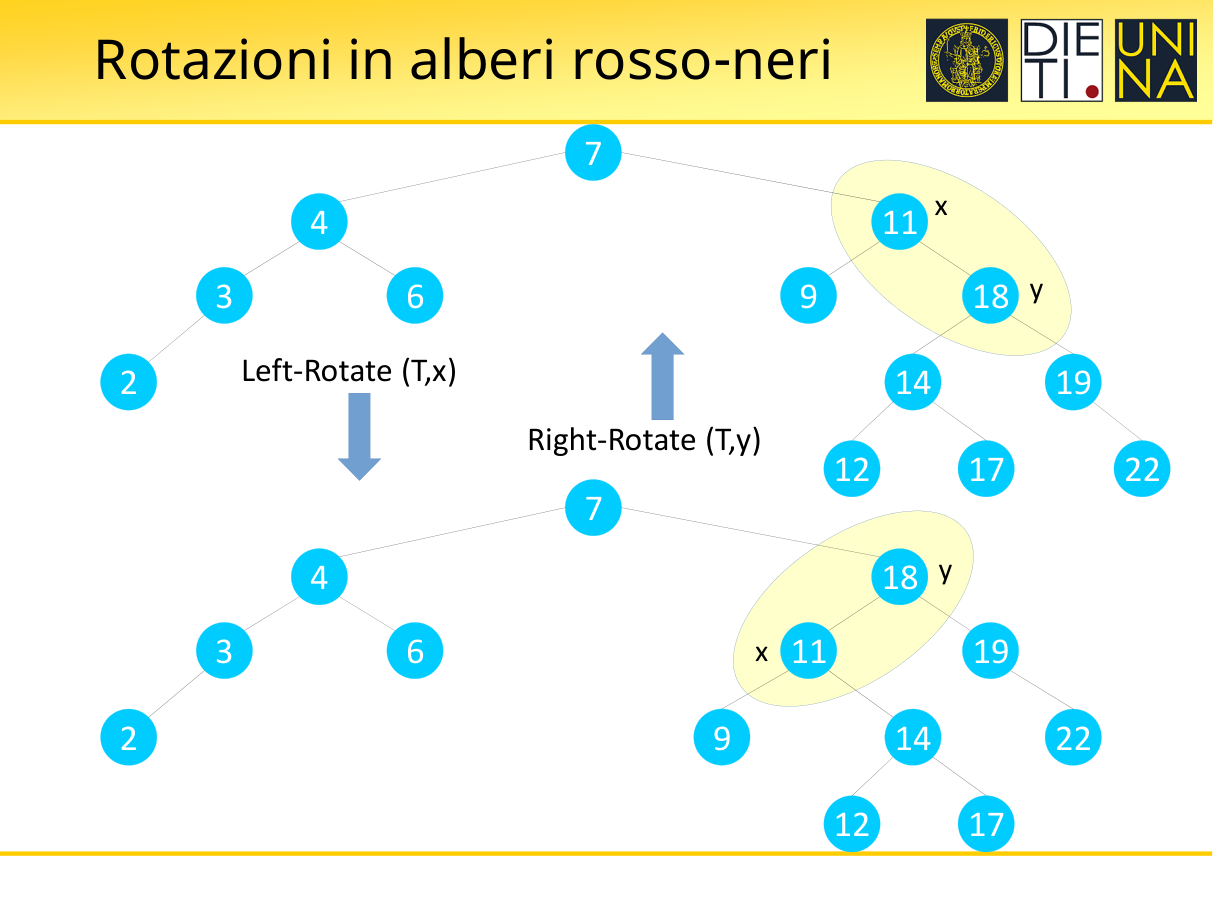 Rotazioni in alberi rosso-neri
DIE
TI.
UNI
NA
7
4
11
x
3
6
9
18
y
2
Left-Rotate (T,x)
14
19
Right-Rotate (T,y)
12
17
22
7
4
18
y
3
6
x
11
19
2
9
14
22
12
17